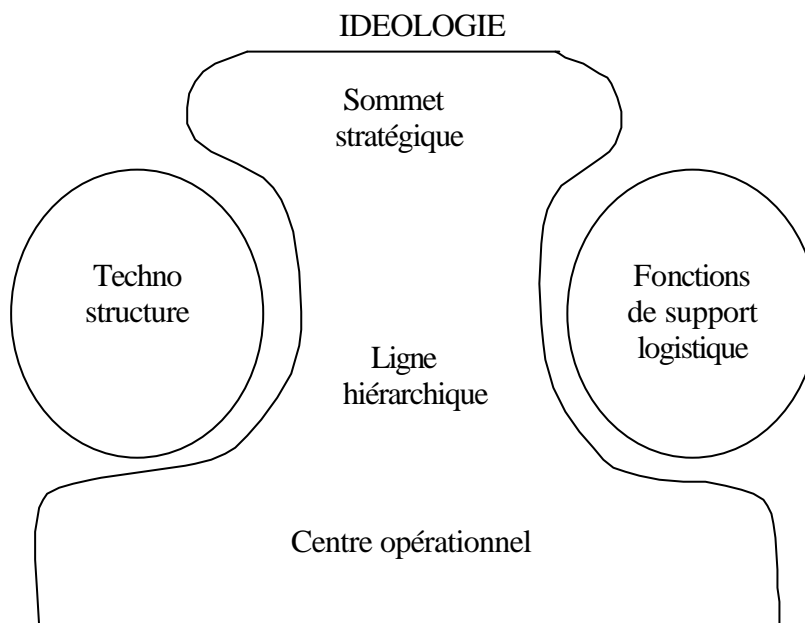 IDEOLOGIE
Sommet
stratégique
Techno
structure
Fonctions
de support
logistique
Ligne
hiérarchique
Centre opérationnel